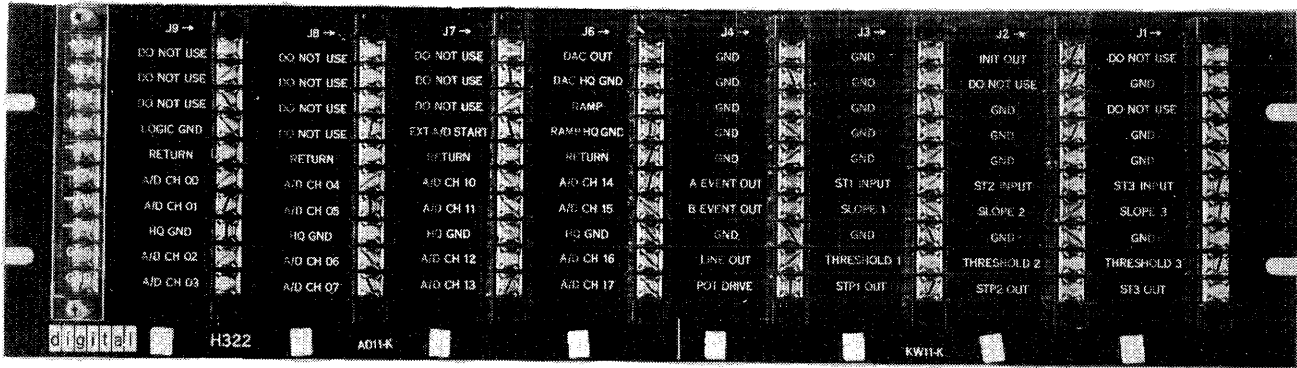 J9→ J8→ J7→ J6→ J4→ J3→ J2→ J1→
DO NOT USE DO NOT USE DO NOT USE DAC OUT GND GND INIT OUT DO NOT USE
DO NOT USE DO NOT USE DO NOT USE DAC HQ GND GND GND DO NOT USE GND
DO NOT USE DO NOT USE DO NOT USE RAMP GND GND GND DO NOT USE
LOGIC GND DO NOT USE EXT A/D START RAMP HQ GND GND GND GND GND
RETURN RETURN RETURN RETURN GND GND GND GND
A/D CH 00 A/D CH 04 A/D CH 10 A/D CH 14 A EVENT OUT ST1 INPUT ST2 INPUT ST3 INPUT
A/D CH 01 A/D CH 05 A/D CH 11 A/D CH 15 B EVENT OUT SLOPE 1 SLOPE 2 SLOPE 3
HQ GND HQ GND HQ GND HQ GND GND GND GND GND
A/D CH 02 A/D CH 06 A/D CH 12 A/D CH 16 LINE OUT THRESHOLD 1 THRESHOLD 2 THRESHOLD 3
A/D CH 03 A/D CH 07 A/D CH 13 A/D CH 17 POT DRIVE STP1 OUT STP2 OUT ST3 OUT
digital H322 AD11-K KW11-K